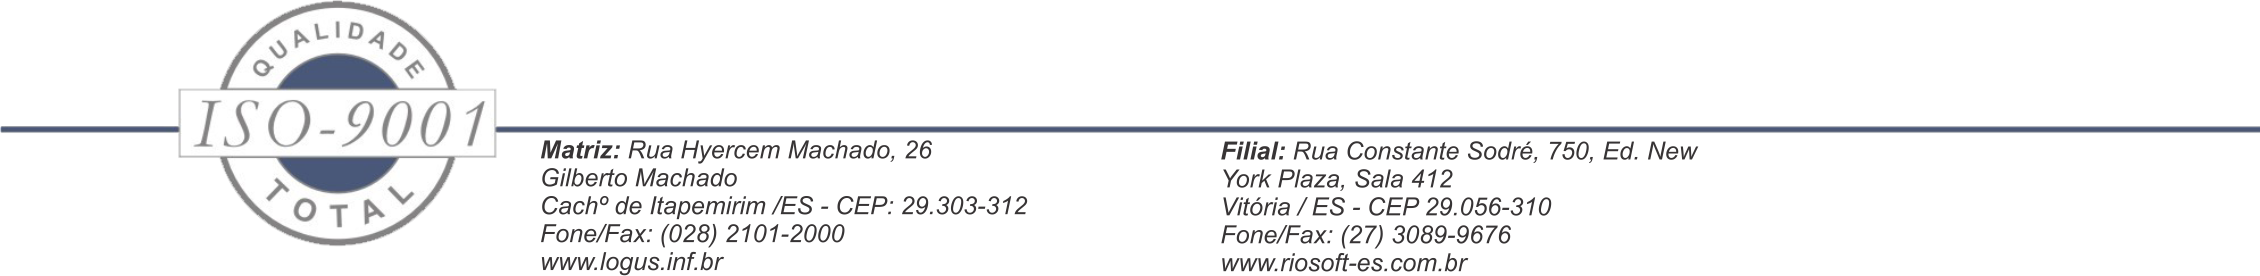 QUALIDADE
ISO-9001
TOTAL
Matriz: Rua Hyercem Machado, 26
Gilberto Machado
Cachº de Itapemirim /ES - CEP: 29.303-312
Fone/Fax: (028) 2101-2000
www.logus.inf.br
Filial: Rua Constante Sodré, 750, Ed. New
York Plaza, Sala 412
Vitória / ES - CEP 29.056-310
Fone/Fax: (27) 3089-9676
www.riosoft-es.com.br